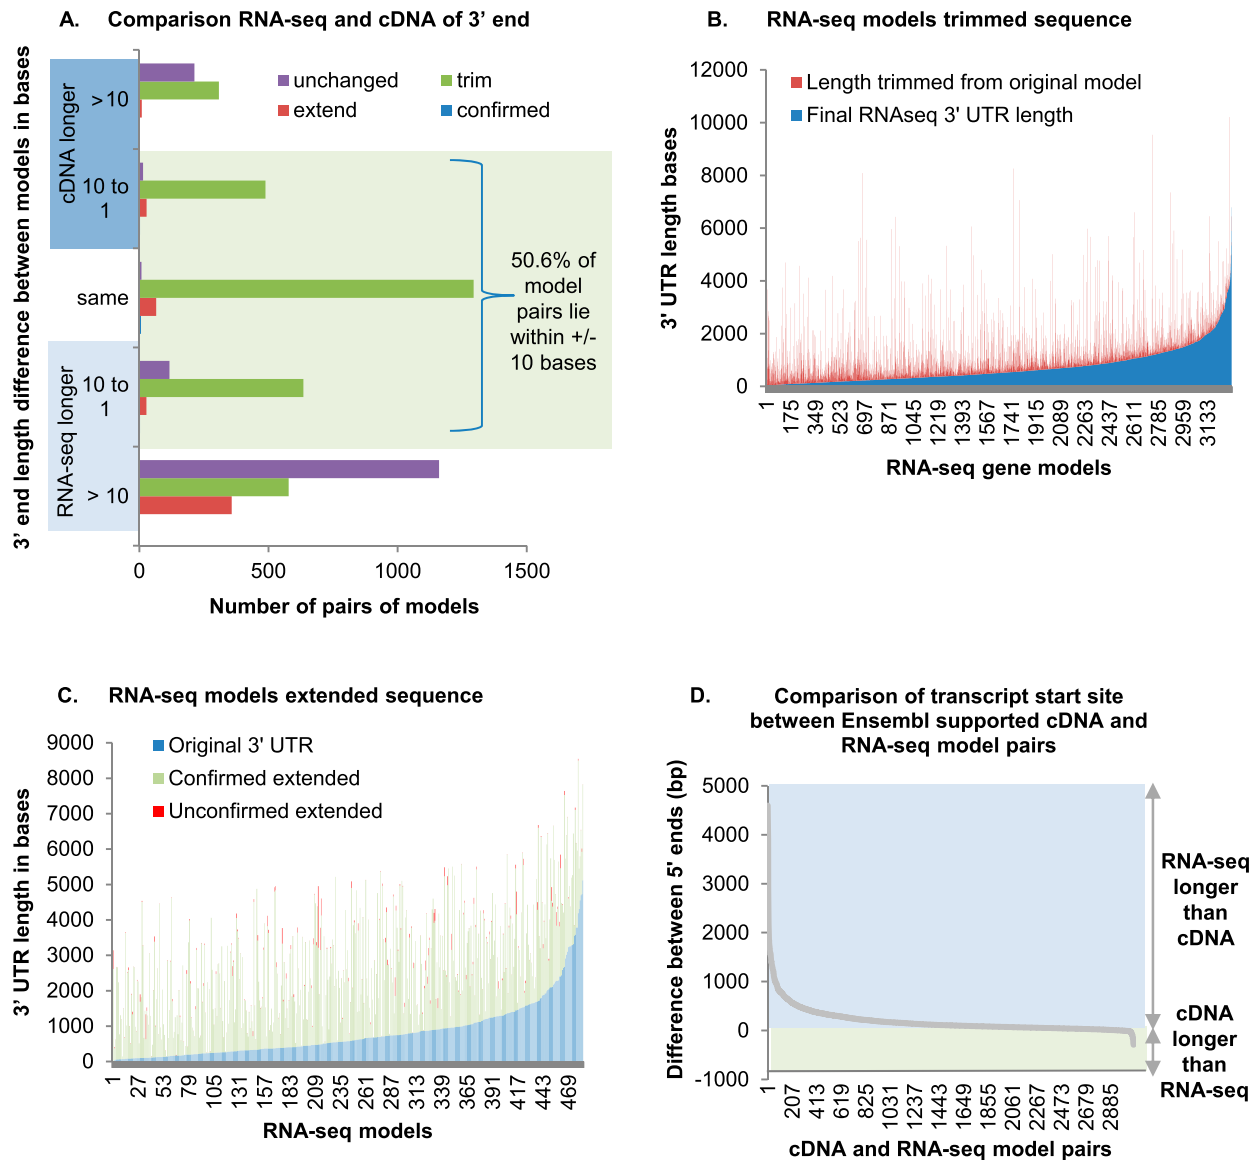 A. Comparison RNA-seq and cDNA of 3’ end
3’ end length difference between models in bases
cDNA longer
RNA-seq longer
>10
10 to
1
same
10 to
1
> 10
unchanged
trim
extend
confirmed
50.6% of
model
pairs lie
within +/-
10 bases
0 500 1000 1500
Number of pairs of models
B. RNA-seq models trimmed sequence
3' UTR length bases
12000
10000
8000
6000
4000
2000
0
Length trimmed from original model
Final RNAseq 3' UTR length
1 175 349 523 697 871 1045 1219 1393 1567 1741 1915 2089 2263 2437 2611 2785 2959 3133
RNA-seq gene models
C. RNA-seq models extended sequence
3’ UTR length in bases
9000
8000
7000
6000
5000
4000
3000
2000
1000
0
Original 3' UTR
Confirmed extended
Unconfirmed extended
1 27 53 79 105 131 157 183 209 235 261 287 313 339 365 391 417 443 469
RNA-seq models
D. Comparison of transcript start site
between Ensembl supported cDNA and
RNA-seq model pairs
Difference between 5' ends (bp)
5000
4000
3000
2000
1000
0
-1000
RNA-seq
longer
than
cDNA
cDNA
longer
than
RNA-seq
1 207 413 619 825 1031 1237 1443 1649 1855 2061 2267 2473 2679 2885
cDNA and RNA-seq model pairs